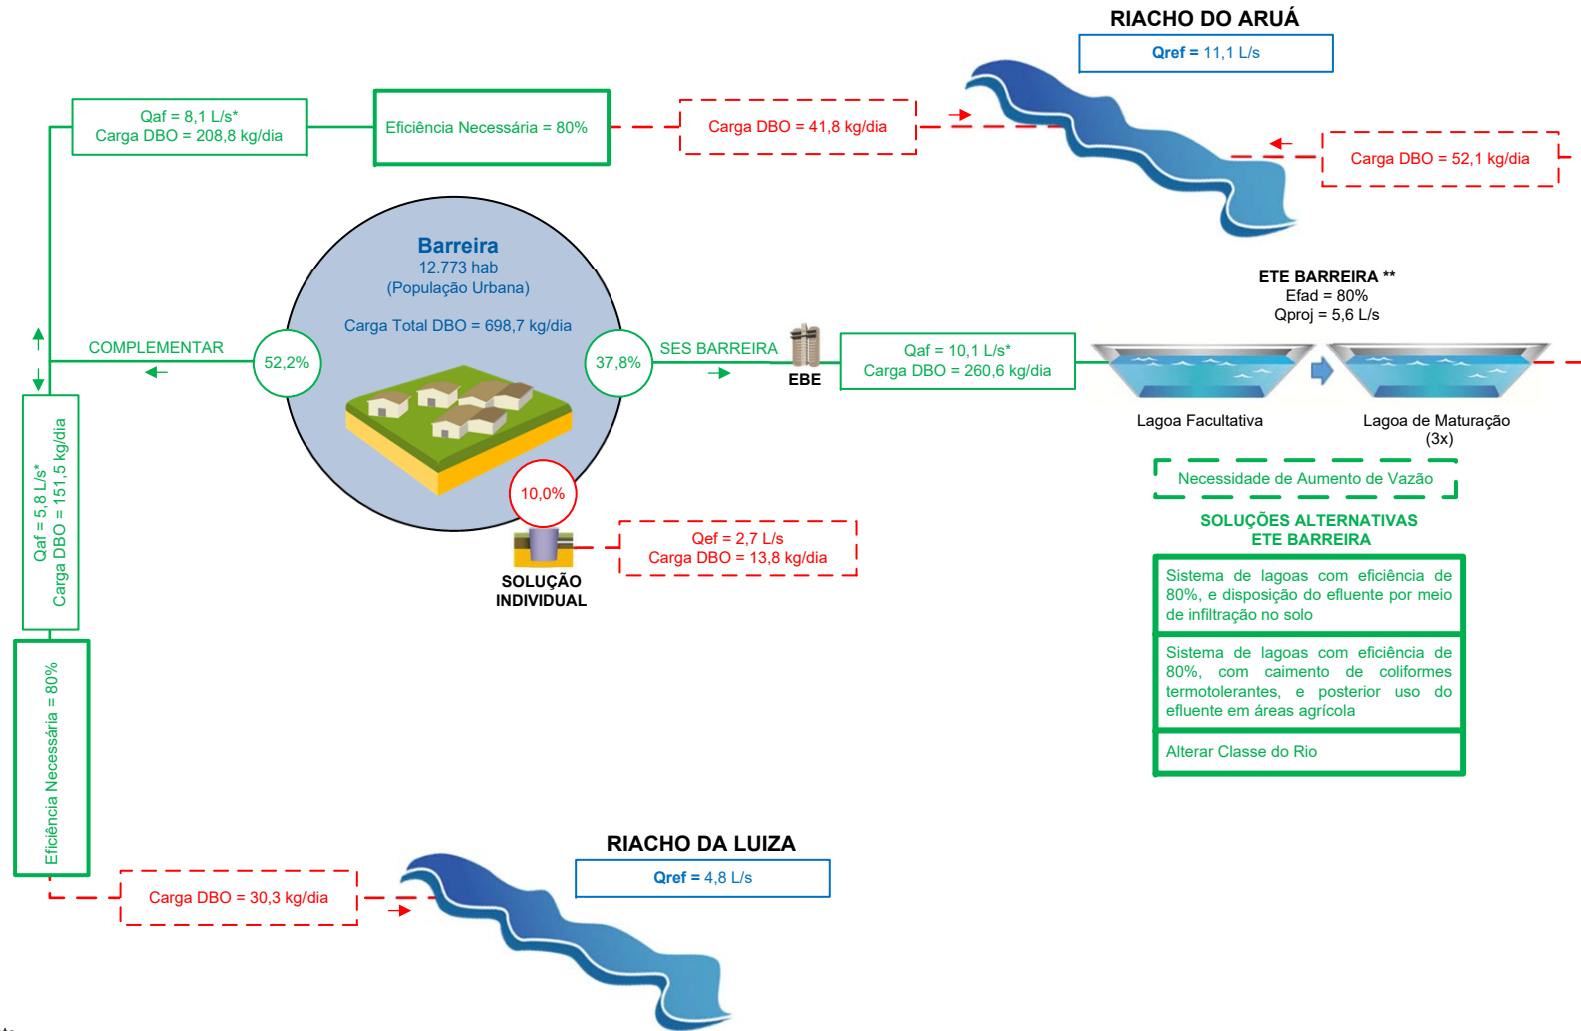 RIACHO DO ARUÁ
Qref = 11,1 L/s
Qaf = 8,1 L/s*
Carga DBO = 208,8 kg/dia
Eficiência Necessária = 80%
Carga DBO = 41,8 kg/dia
Carga DBO = 52,1 kg/dia
Barreira
12.773 hab
(População Urbana)
Carga Total DBO = 698,7 kg/dia
COMPLEMENTAR
52,2%
37,8%
SES BARREIRA
EBE
Qaf = 10,1 L/s*
Carga DBO = 260,6 kg/dia
ETE BARREIRA **
Efad = 80%
Qproj = 5,6 L/s
Lagoa Facultativa
Lagoa de Maturação
(3x)
Necessidade de Aumento de Vazão
SOLUÇÕES ALTERNATIVAS
ETE BARREIRA
Sistema de lagoas com eficiência de
80%, e disposição do efluente por meio
de infiltração no solo
Sistema de lagoas com eficiência de
80%, com caimento de coliformes
termotolerantes, e posterior uso do
efluente em áreas agrícola
Alterar Classe do Rio
10,0%
SOLUÇÃO
INDIVIDUAL
Qef = 2,7 L/s
Carga DBO = 13,8 kg/dia
Qaf = 5,8 L/s*
Carga DBO = 151,5 kg/dia
Eficiência Necessária = 80%
Carga DBO = 30,3 kg/dia
RIACHO DA LUIZA
Qref = 4,8 L/s